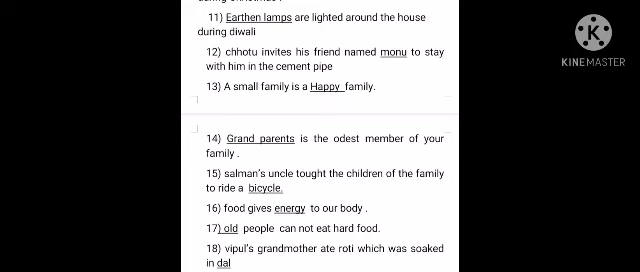 during Christmas .
11) Earthen lamps are lighted around the house
during diwali
12) chhotu invites his friend named monu to stay
with him in the cement pipe
13) A small family is a Happy family.
14) Grand parents is the odest member of your
family .
15) salman's uncle tought the children of the family
to ride a bicycle.
16) food gives energy to our body .
17) old people can not eat hard food.
18) vipul's grandmother ate roti which was soaked
in dal
K
KINEMASTER